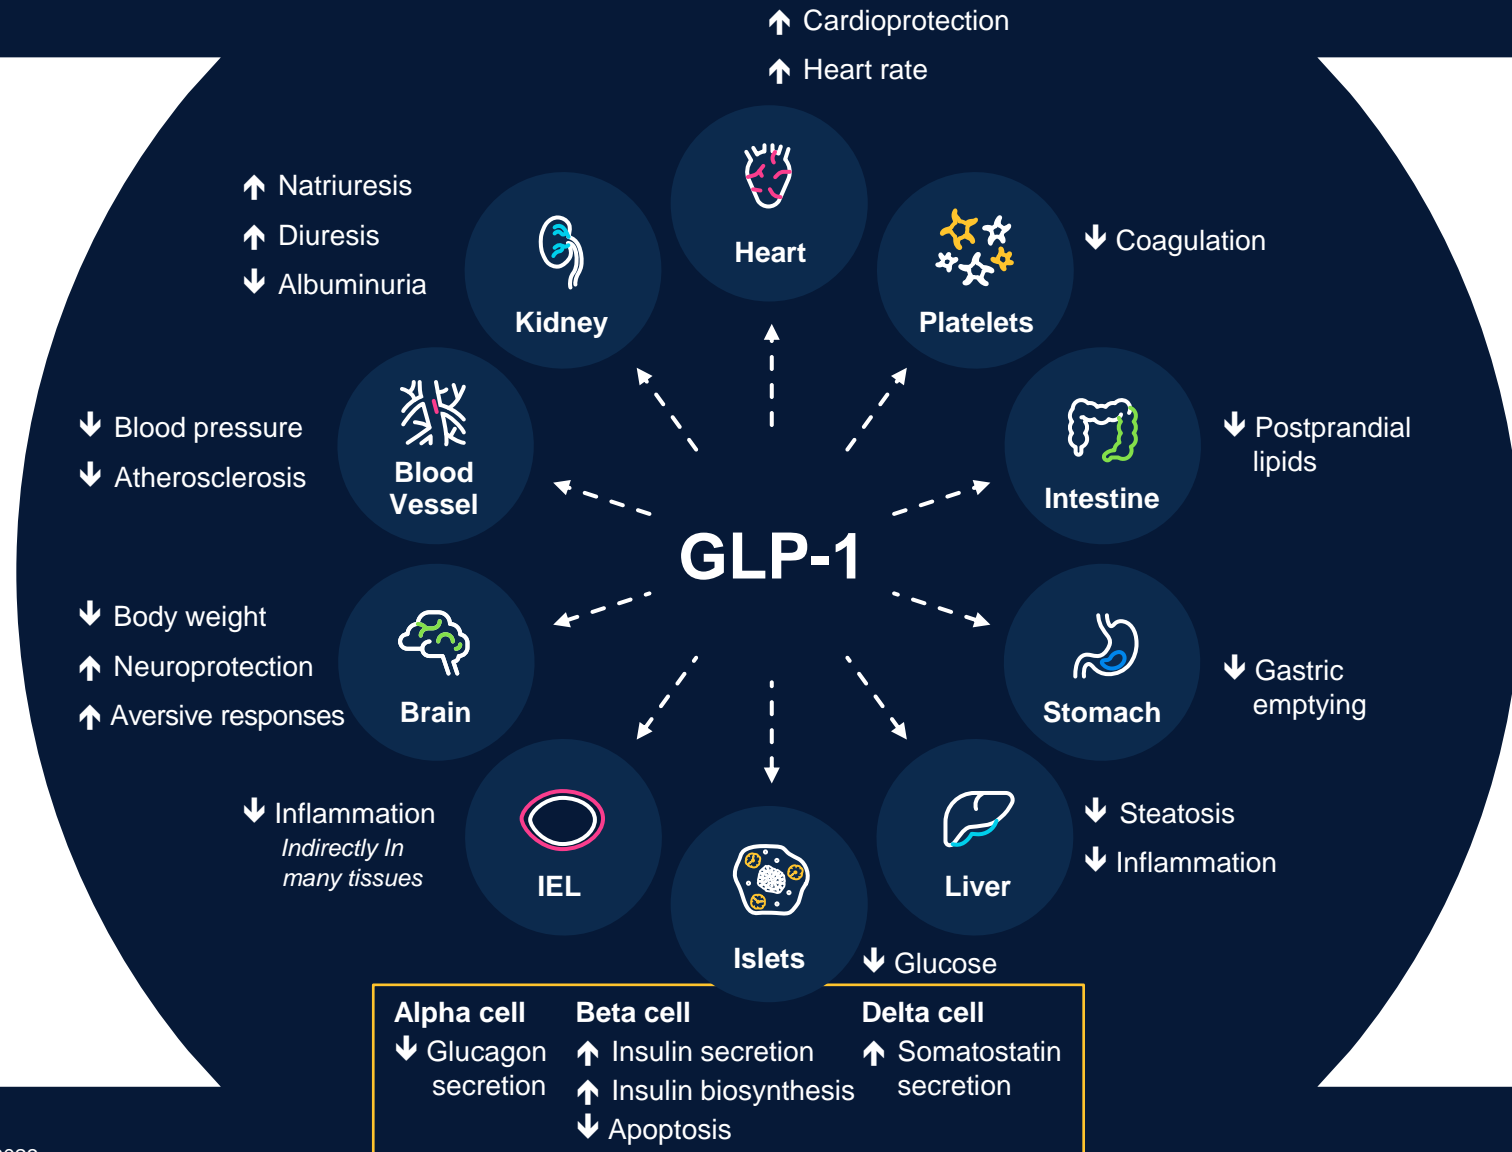 ↑ Cardioprotection
↑ Heart rate
Heart
↑ Natriuresis
↑ Diuresis
↓ Albuminuria
Kidney
Platelets
↓ Coagulation
↓ Blood pressure
↓ Atherosclerosis
Blood
Vessel
Intestine
↓ Postprandial
lipids
GLP-1
↓ Body weight
↑ Neuroprotection
↑ Aversive responses
Brain
Stomach
↓ Gastric
emptying
↓ Inflammation
Indirectly In
many tissues
IEL
Liver
↓ Steatosis
↓ Inflammation
Islets
↓ Glucose
Alpha cell
↓ Glucagon
secretion
Beta cell
↑ Insulin secretion
↑ Insulin biosynthesis
↓ Apoptosis
Delta cell
↑ Somatostatin
secretion